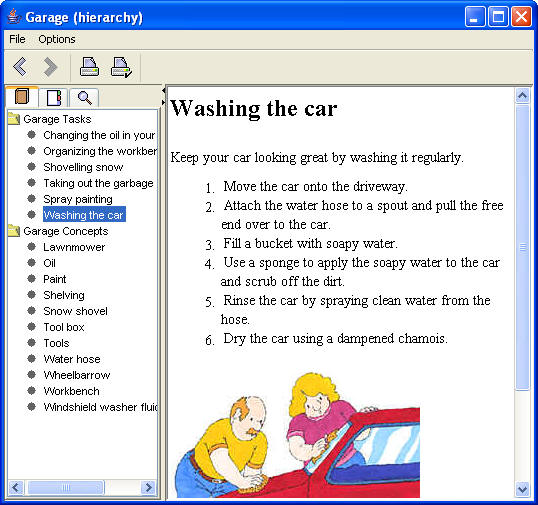 Garage (hierarchy)
File Options
Garage Tasks
Changing the oil in your
Organizing the workben
Shovelling snow
Taking out the garbage
Spray painting
Washing the car
Garage Concepts
Lawnmower
Oil
Paint
Shelving
Snow shovel
Tool box
Tools
Water hose
Wheelbarrow
Workbench
Windshield washer fluid
Washing the car
Keep your car looking great by washing it regularly.
1. Move the car onto the driveway.
2. Attach the water hose to a spout and pull the free
end over to the car.
3. Fill a bucket with soapy water.
4. Use a sponge to apply the soapy water to the car
and scrub off the dirt.
5. Rinse the car by spraying clean water from the
hose.
6. Dry the car using a dampened chamois.